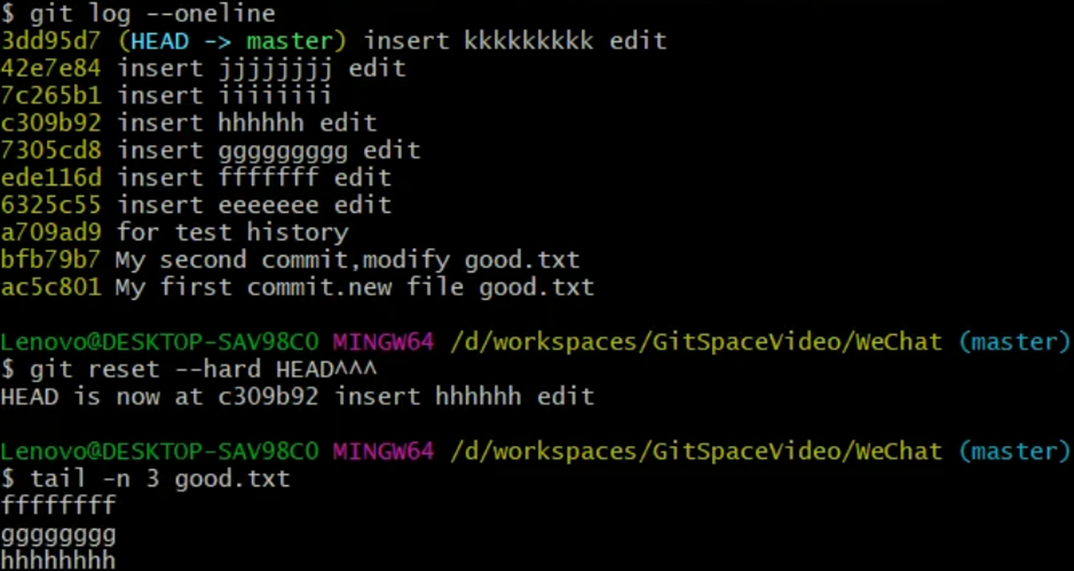 $ git log --oneline
3dd95d7 (HEAD -> master) insert kkkkkkkkk edit
42e7e84 insert jjjjjjjj edit
7c265b1 insert iiiiiiii
c309b92 insert hhhhhh edit
7305cd8 insert ggggggggg edit
ede116d insert fffffff edit
6325c55 insert eeeeeee edit
a709ad9 for test history
bfb79b7 My second commit,modify good.txt
ac5c801 My first commit.new file good.txt
Lenovo@DESKTOP-SAV98C0 MINGW64 /d/workspaces/GitSpaceVideo/WeChat (master)
$ git reset --hard HEAD^^^
HEAD is now at c309b92 insert hhhhhh edit
Lenovo@DESKTOP-SAV98C0 MINGW64 /d/workspaces/GitSpaceVideo/WeChat (master)
$ tail -n 3 good.txt
ffffffff
gggggggg
hhhhhhhh